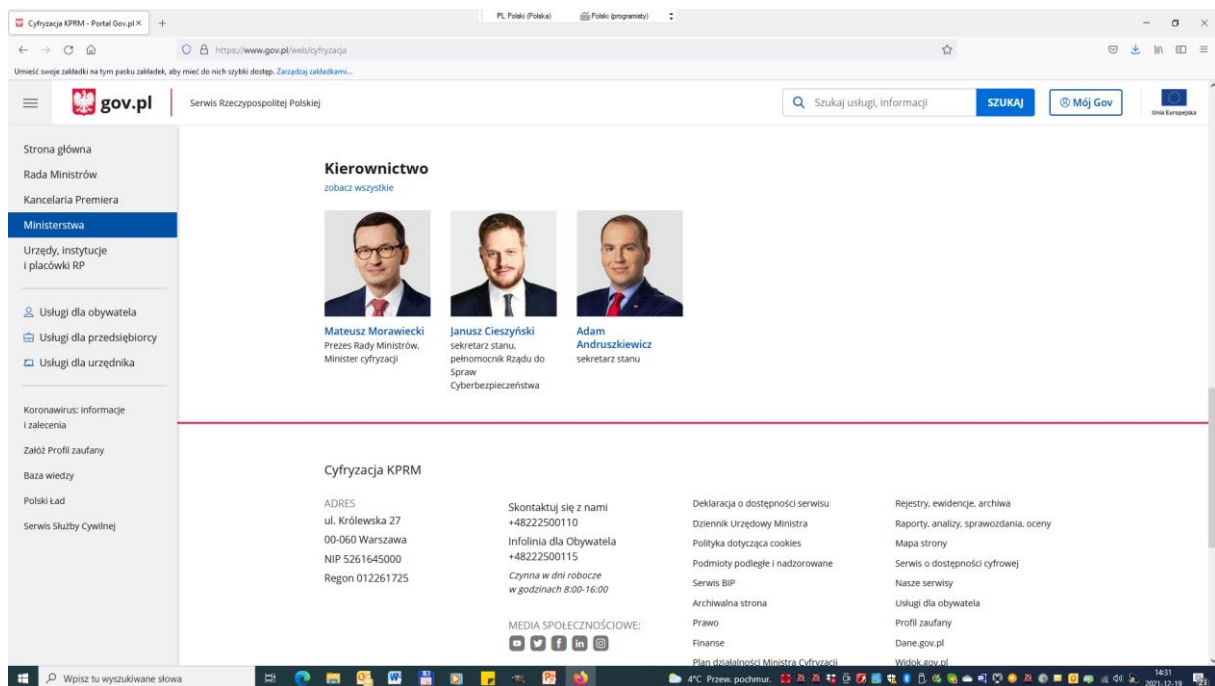 PL Polski (Polska) Polski (programisty)
Cyfryzacja KPRM - Portal Gov.pl
https://www.gov.pl/web/cyfryzacja
Umieść swoje zakładki na tym pasku zakładek, aby mieć do nich szybki dostęp. Zarządzaj zakładkami...
gov.pl
Serwis Rzeczypospolitej Polskiej
Szukaj usługi, informacji
SZUKAJ
Mój Gov
Unia Europejska
Strona główna
Rada Ministrów
Kancelaria Premiera
Ministerstwa
Urzędy, instytucje
i placówki RP
Usługi dla obywatela
Usługi dla przedsiębiorcy
Usługi dla urzędnika
Koronawirus: informacje
i zalecenia
Załóż Profil zaufany
Baza wiedzy
Polski Ład
Serwis Służby Cywilnej
Kierownictwo
zobacz wszystkie
Mateusz Morawiecki
Prezes Rady Ministrów,
Minister cyfryzacji
Janusz Cieszyński
sekretarz stanu,
pełnomocnik Rządu do
Spraw
Cyberbezpieczeństwa
Adam
Andruszkiewicz
sekretarz stanu
Cyfryzacja KPRM
ADRES
ul. Królewska 27
00-060 Warszawa
NIP 5261645000
Regon 012261725
Skontaktuj się z nami
+48222500110
Infolinia dla Obywatela
+48222500115
Czynna w dni robocze
w godzinach 8:00-16:00
MEDIA SPOŁECZNOŚCIOWE:
Deklaracja o dostępności serwisu
Dziennik Urzędowy Ministra
Polityka dotycząca cookies
Podmioty podległe i nadzorowane
Serwis BIP
Archiwalna strona
Prawo
Finanse
Plan działalności Ministra Cyfryzacji
Rejestry, ewidencje, archiwa
Raporty, analizy, sprawozdania, oceny
Mapa strony
Serwis o dostępności cyfrowej
Nasze serwisy
Usługi dla obywatela
Profil zaufany
Dane.gov.pl
Widok.gov.pl
Wpisz tu wyszukiwane słowa
4°C Przew. pochmur.
14:31
2021-12-19